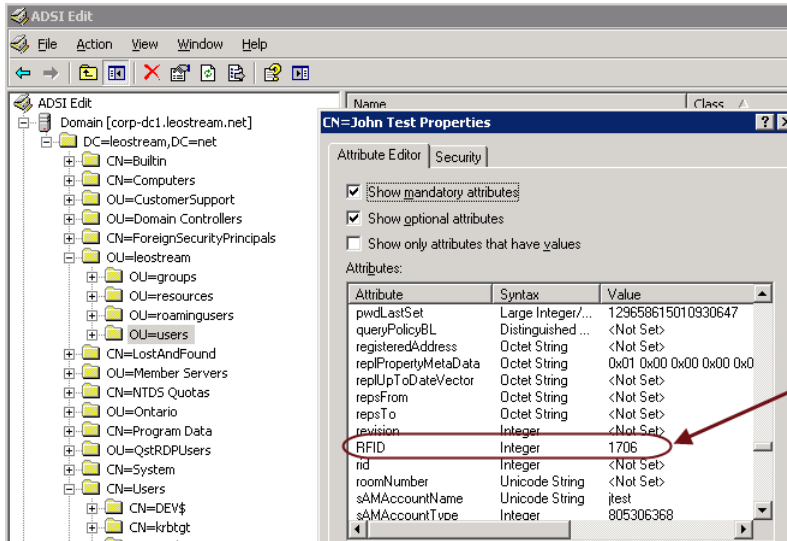 ADSI Edit
File Action View Window Help
ADSI Edit
Domain [corp-dc1.leostream.net]
DC=leostream,DC=net
CN=Builtin
CN=Computers
OU=CustomerSupport
OU=Domain Controllers
CN=ForeignSecurityPrincipals
OU=leostream
OU=groups
OU=resources
OU=roamingusers
OU=users
CN=LostAndFound
OU=Member Servers
CN=NTDS Quotas
OU=Ontario
CN=Program Data
OU=QstRDPUsers
CN=System
CN=Users
CN=DEV$
CN=krbtgt
Name Class
CN=John Test Properties
Attribute Editor Security
Show mandatory attributes
Show optional attributes
Show only attributes that have values
Attributes:
Attribute Syntax Value
pwdLastSet Large Integer/... 129658615010930647
queryPolicyBL Distinguished ... <Not Set>
registeredAddress Octet String <Not Set>
replPropertyMetaData Octet String 0x01 0x00 0x00 0x00 0x0
replUpToDateVector Octet String <Not Set>
repsFrom Octet String <Not Set>
repsTo Octet String <Not Set>
revision Integer <Not Set>
RFID Integer 1706
rid Integer <Not Set>
roomNumber Unicode String <Not Set>
sAMAccountName Unicode String jtest
sAMAccountType Integer 805306368